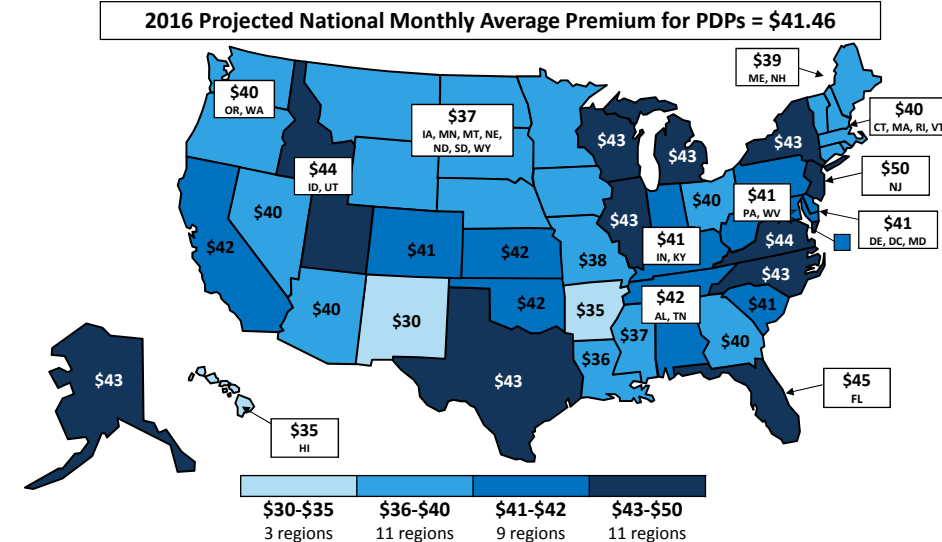 2016 Projected National Monthly Average Premium for PDPs = $41.46
$40
OR, WA
$37
IA, MN, MT, NE,
ND, SD, WY
$39
ME, NH
$40
CT, MA, RI, VT
$43
$43
$43
$50
NJ
$44
ID, UT
$40
$40
$41
PA, WV
$41
DE, DC, MD
$42
$41
$42
$38
$43
$41
IN, KY
$44
$43
$40
$30
$42
$35
$42
AL, TN
$41
$37
$40
$36
$43
$43
$45
FL
$35
HI
$30-$35
3 regions
$36-$40
11 regions
$41-$42
9 regions
$43-$50
11 regions